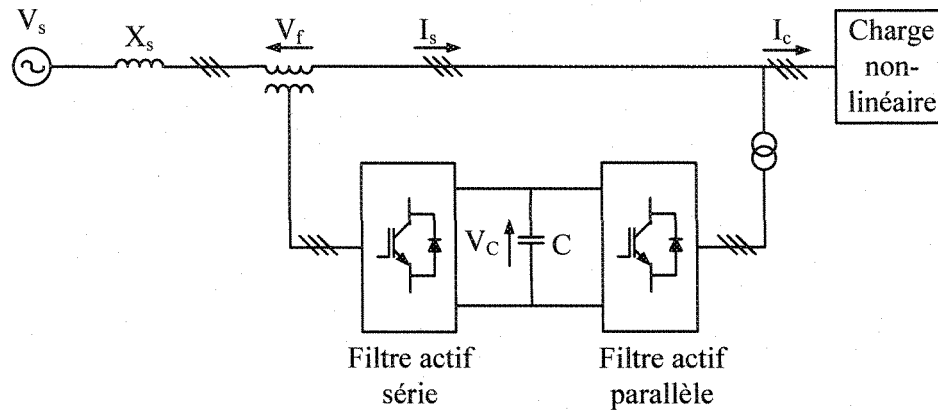 V_s
X_s
V_f
I_s
I_c
Charge
non-
linéaire
V_C
C
Filtre actif
série
Filtre actif
parallèle